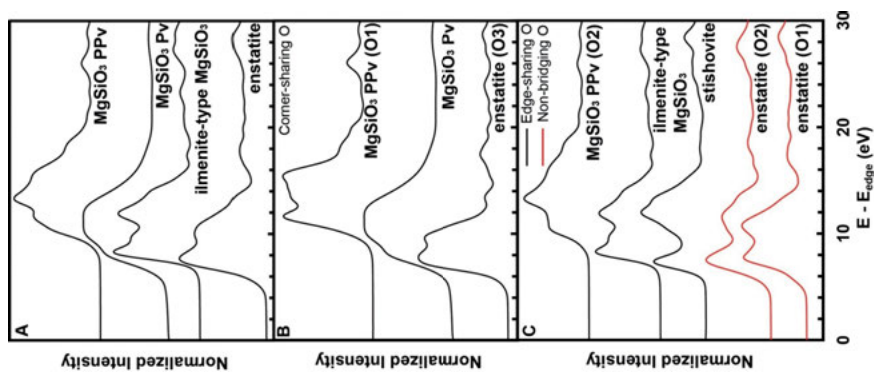 A
MgSiO₃ PPv
MgSiO₃ Pv
ilmenite-type MgSiO₃
enstatite
Normalized Intensity
B
Corner-sharing O
MgSiO₃ PPv (O1)
MgSiO₃ Pv
enstatite (O3)
Normalized Intensity
C
Edge-sharing O
Non-bridging O
MgSiO₃ PPv (O2)
ilmenite-type
MgSiO₃
stishovite
enstatite (O2)
enstatite (O1)
Normalized Intensity
0 10 20 30
E - Eedge (eV)